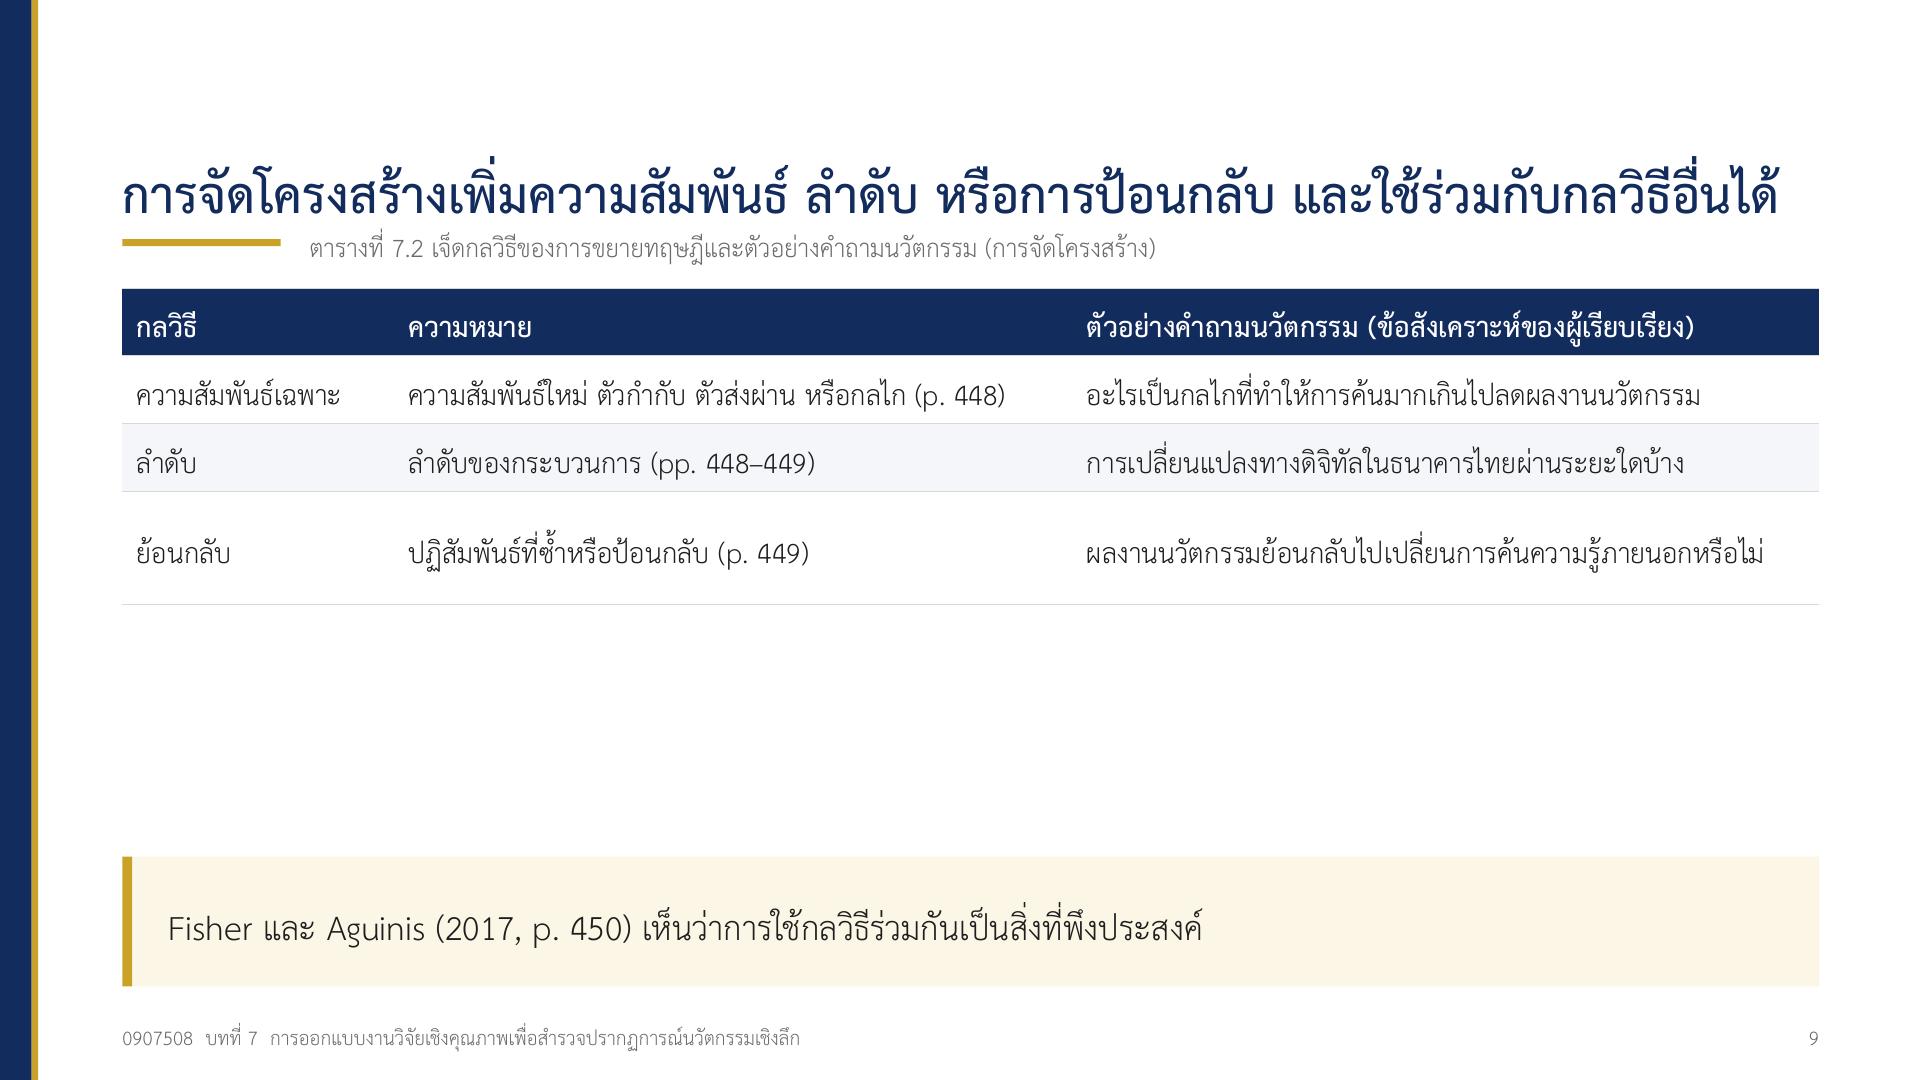 การจัดโครงสร้างเพิ่มความสัมพันธ์ ลำดับ หรือการป้อนกลับ และใช้ร่วมกับกลวิธีอื่นได้
ตารางที่ 7.2 เจ็ดกลวิธีของการขยายทฤษฎีและตัวอย่างคำถามนวัตกรรม (การจัดโครงสร้าง)
กลวิธี ความหมาย ตัวอย่างคำถามนวัตกรรม (ข้อสังเคราะห์ของผู้เรียบเรียง)
ความสัมพันธ์เฉพาะ ความสัมพันธ์ใหม่ ตัวกำกับ ตัวส่งผ่าน หรือกลไก (p. 448) อะไรเป็นกลไกที่ทำให้การค้นมากเกินไปลดผลงานนวัตกรรม
ลำดับ ลำดับของกระบวนการ (pp. 448–449) การเปลี่ยนแปลงทางดิจิทัลในธนาคารไทยผ่านระยะใดบ้าง
ย้อนกลับ ปฏิสัมพันธ์ที่ซ้ำหรือป้อนกลับ (p. 449) ผลงานนวัตกรรมย้อนกลับไปเปลี่ยนการค้นความรู้ภายนอกหรือไม่
Fisher และ Aguinis (2017, p. 450) เห็นว่าการใช้กลวิธีร่วมกันเป็นสิ่งที่พึงประสงค์
0907508 บทที่ 7 การออกแบบงานวิจัยเชิงคุณภาพเพื่อสำรวจปรากฏการณ์นวัตกรรมเชิงลึก 9